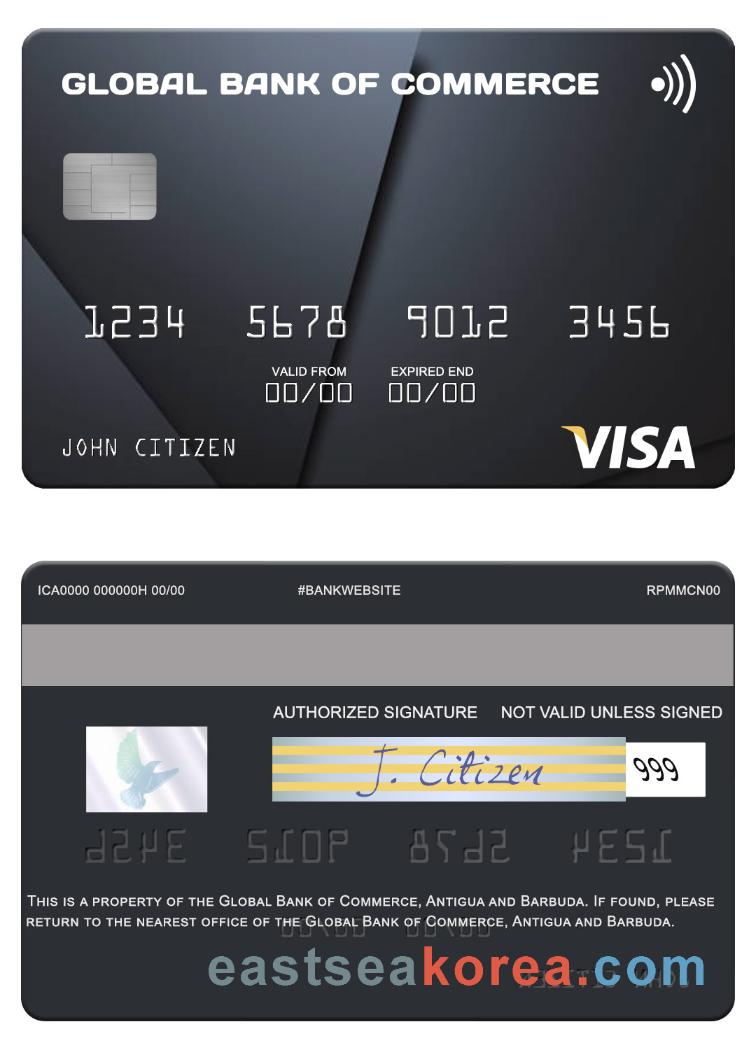 GLOBAL BANK OF COMMERCE
1234 5678 9012 3456
VALID FROM EXPIRED END
00/00 00/00
JOHN CITIZEN
VISA
ICA0000 000000H 00/00 #BANKWEBSITE RPMMCN00
AUTHORIZED SIGNATURE NOT VALID UNLESS SIGNED
J. Citizen 999
THIS IS A PROPERTY OF THE GLOBAL BANK OF COMMERCE, ANTIGUA AND BARBUDA. IF FOUND, PLEASE
RETURN TO THE NEAREST OFFICE OF THE GLOBAL BANK OF COMMERCE, ANTIGUA AND BARBUDA.
eastseakorea.com